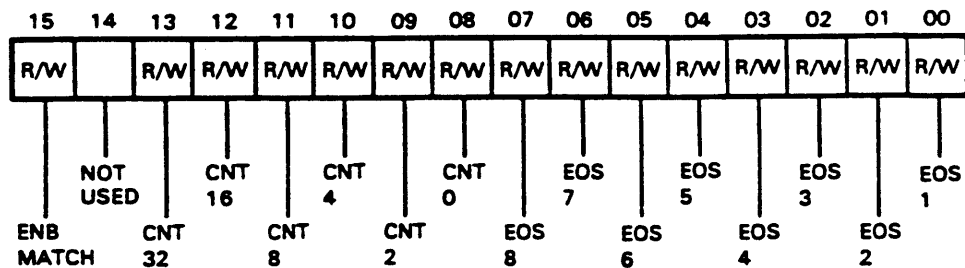 15 14 13 12 11 10 09 08 07 06 05 04 03 02 01 00
R/W R/W R/W R/W R/W R/W R/W R/W R/W R/W R/W R/W R/W R/W R/W
NOT CNT CNT CNT EOS EOS EOS EOS
USED 16 4 0 7 5 3 1
ENB CNT CNT CNT EOS EOS EOS EOS
MATCH 32 8 2 8 6 4 2